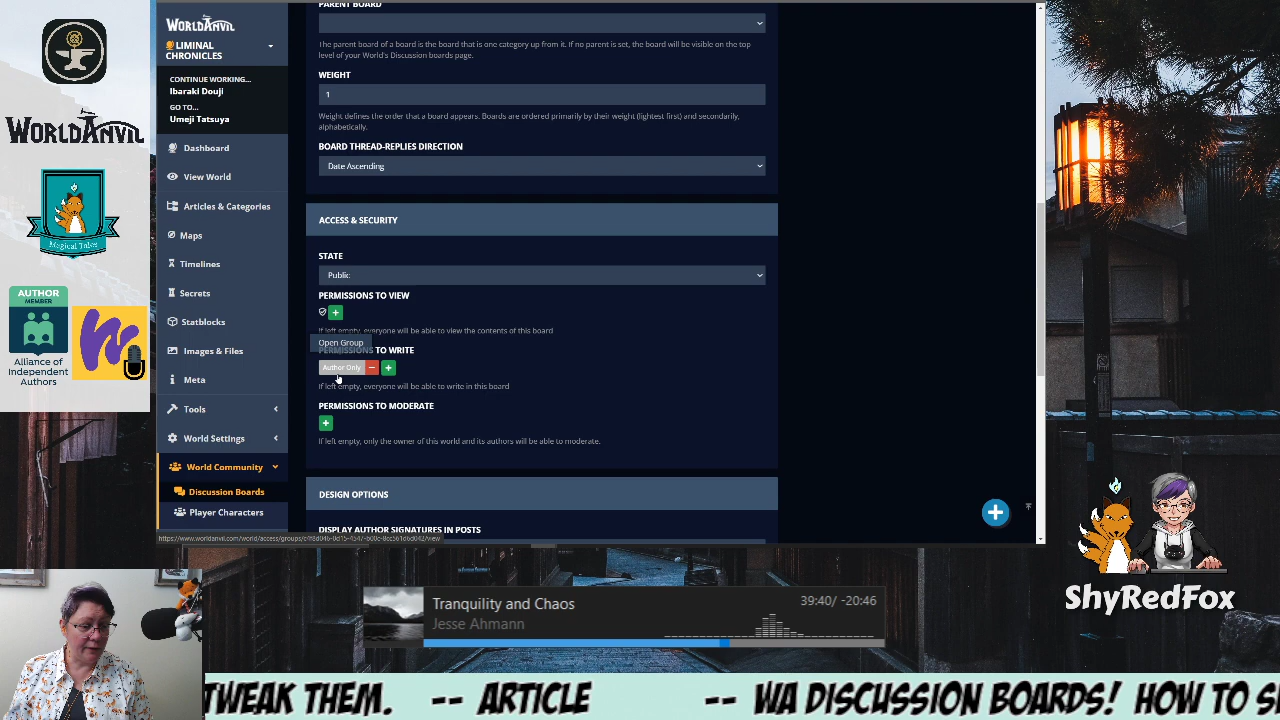 WORLDANVIL
LIMINAL
CHRONICLES
CONTINUE WORKING...
Ibaraki Douji
GO TO...
Umeji Tatsuya
Dashboard
View World
Articles & Categories
Maps
Timelines
Secrets
Statblocks
Images & Files
Meta
Tools
World Settings
World Community
Discussion Boards
Player Characters
PARENT BOARD
The parent board of a board is the board that is one category up from it. If no parent is set, the board will be visible on the top
level of your World's Discussion boards page.
WEIGHT
1
Weight defines the order that a board appears. Boards are ordered primarily by their weight (lightest first) and secondarily,
alphabetically.
BOARD THREAD-REPLIES DIRECTION
Date Ascending
ACCESS & SECURITY
STATE
Public
PERMISSIONS TO VIEW
If left empty, everyone will be able to view the contents of this board
Open Group
PERMISSIONS TO WRITE
Author Only
If left empty, everyone will be able to write in this board
PERMISSIONS TO MODERATE
If left empty, only the owner of this world and its authors will be able to moderate.
DESIGN OPTIONS
DISPLAY AUTHOR SIGNATURES IN POSTS
WORLDANVIL
Magical Tales
AUTHOR
MEMBER
Alliance of
Independent
Authors
Tranquility and Chaos
39:40/ -20:46
Jesse Ahmann
ShyRedFox
TWEAK THEM. -- ARTICLE -- WA DISCUSSION BOARDS! HOW TO